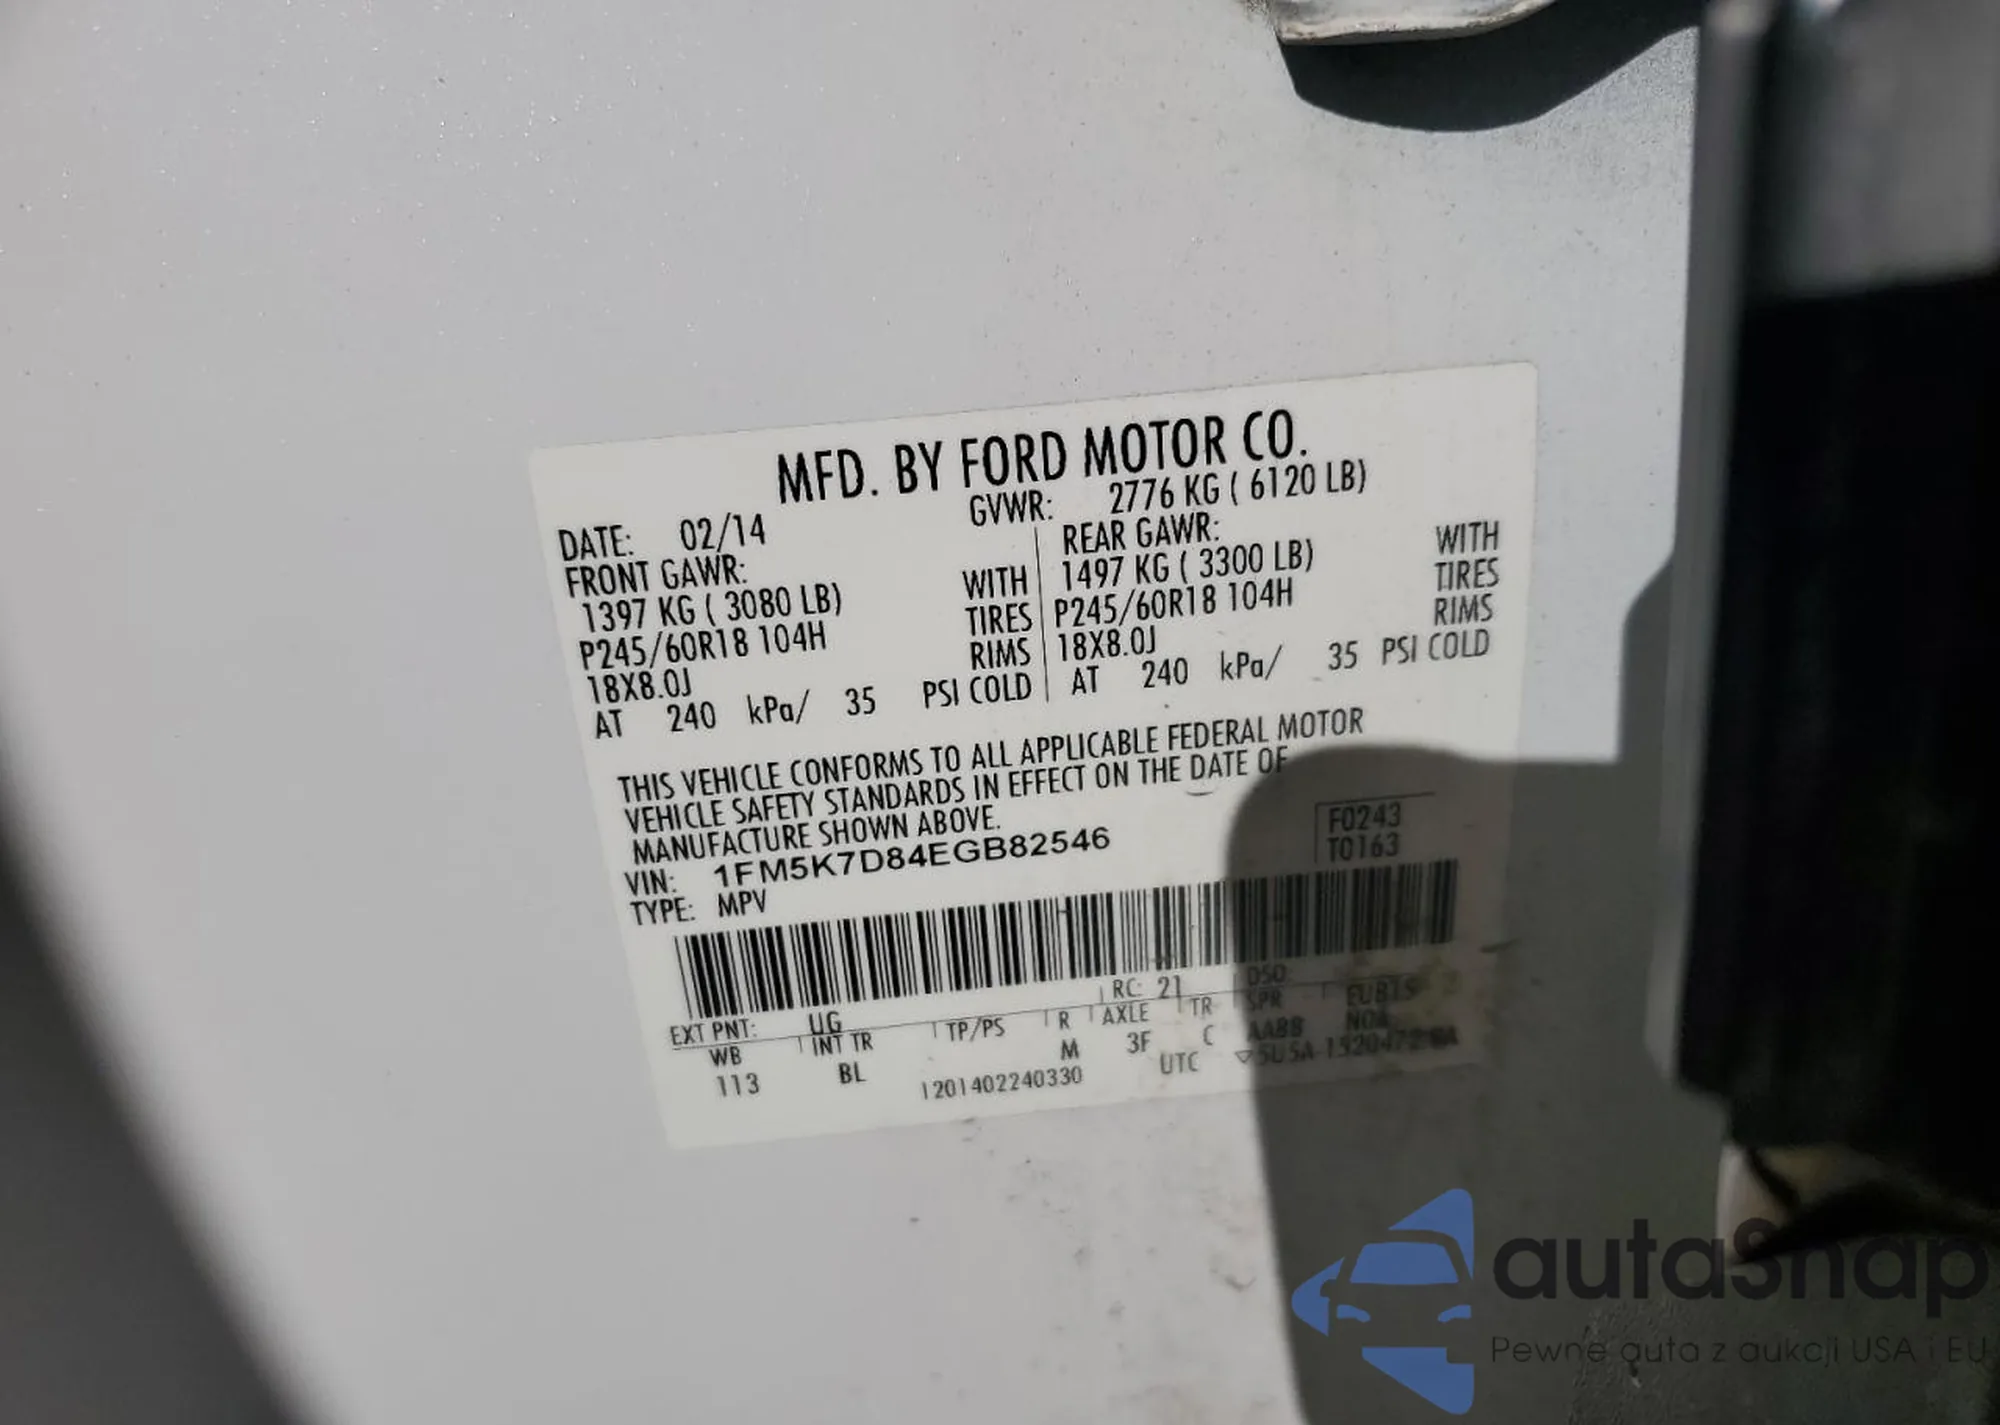 MFD. BY FORD MOTOR CO.
DATE: 02/14 GVWR: 2776 KG ( 6120 LB)
FRONT GAWR: REAR GAWR:
1397 KG ( 3080 LB) WITH 1497 KG ( 3300 LB) WITH
P245/60R18 104H TIRES P245/60R18 104H TIRES
18X8.0J RIMS 18X8.0J RIMS
AT 240 kPa/ 35 PSI COLD AT 240 kPa/ 35 PSI COLD
THIS VEHICLE CONFORMS TO ALL APPLICABLE FEDERAL MOTOR
VEHICLE SAFETY STANDARDS IN EFFECT ON THE DATE OF
MANUFACTURE SHOWN ABOVE.
VIN: 1FM5K7D84EGB82546
TYPE: MPV
F0243
T0163
EXT PNT: UG RC: 21 DSO:
WB INT TR TP/PS R AXLE TR SPR
113 BL M 3F C AABB
1201402240330 UTC
autaSnap
Pewne auta z aukcji USA i EU